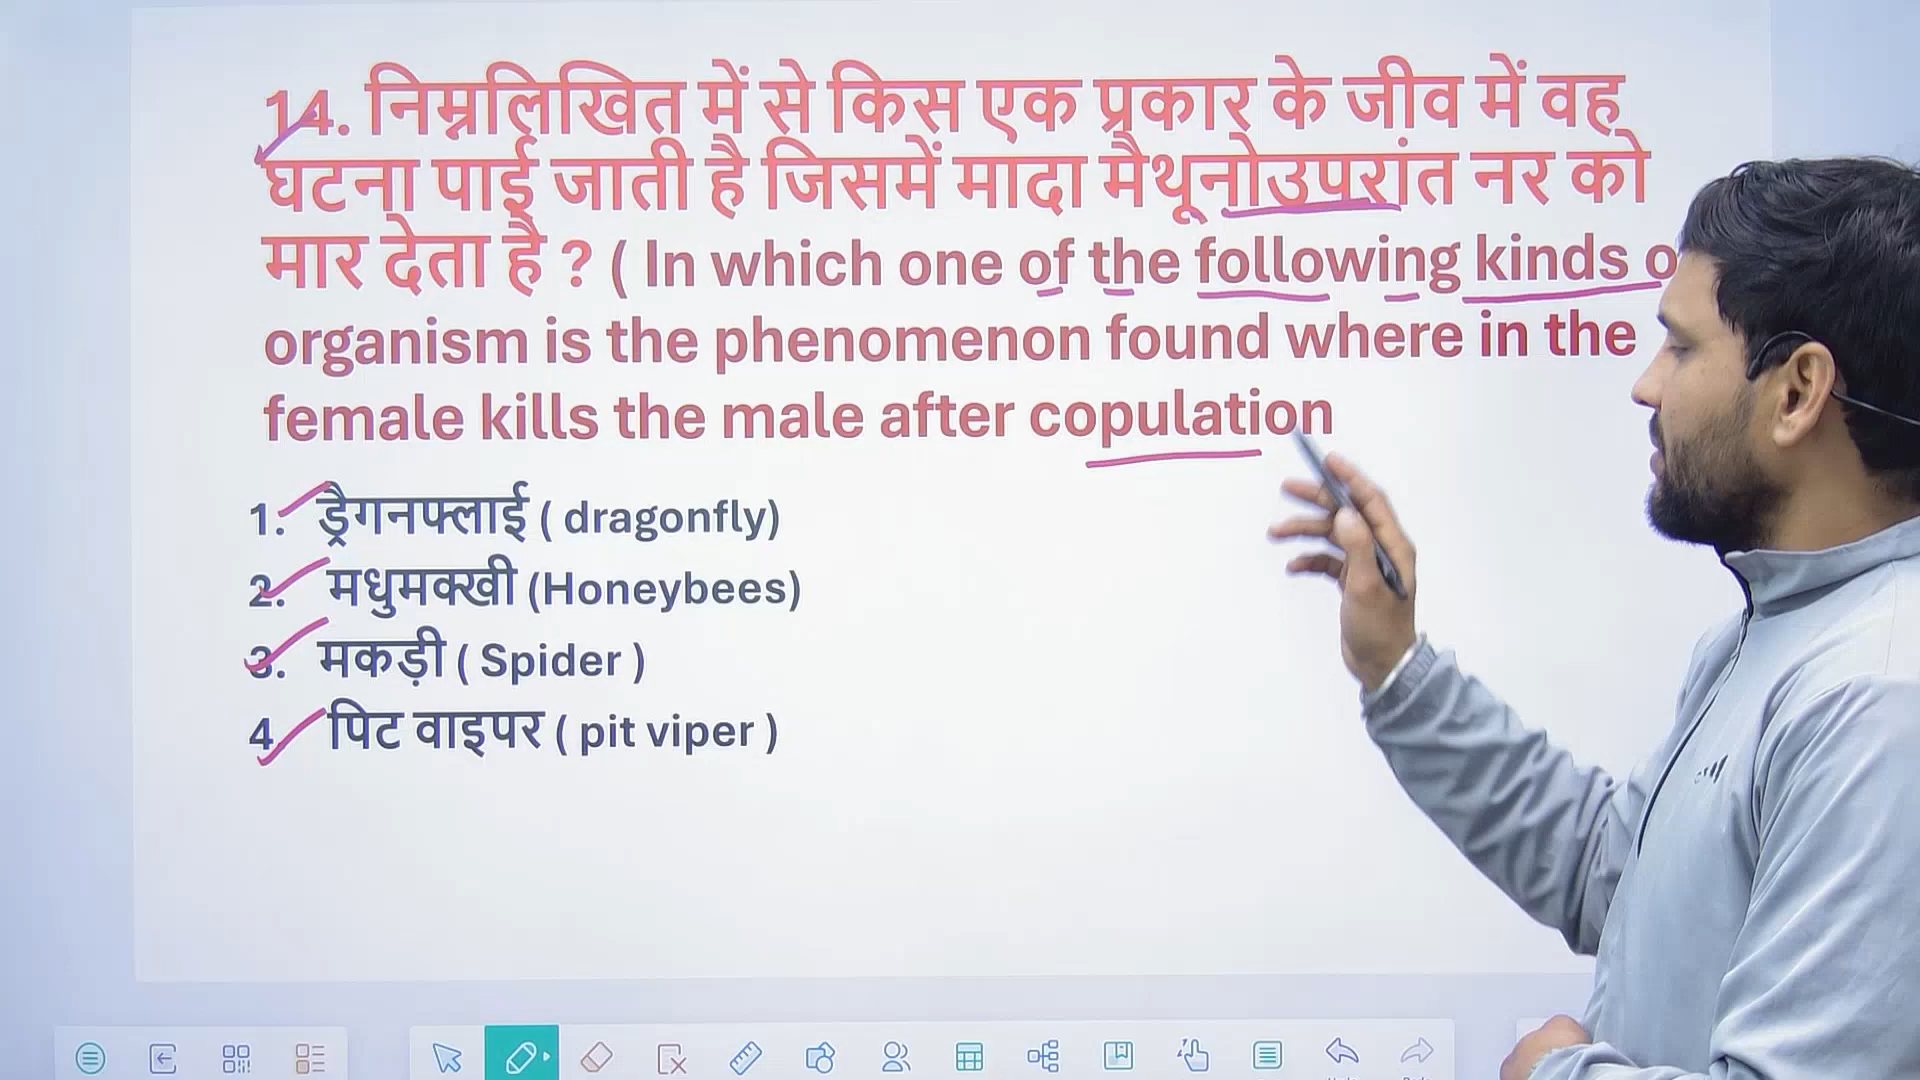 14. निम्नलिखित में से किस एक प्रकार के जीव में वह
घटना पाई जाती है जिसमें मादा मैथूनोउपरांत नर को
मार देता है ? ( In which one of the following kinds o
organism is the phenomenon found where in the
female kills the male after copulation
1. ड्रैगनफ्लाई ( dragonfly)
2. मधुमक्खी (Honeybees)
3. मकड़ी ( Spider )
4. पिट वाइपर ( pit viper )